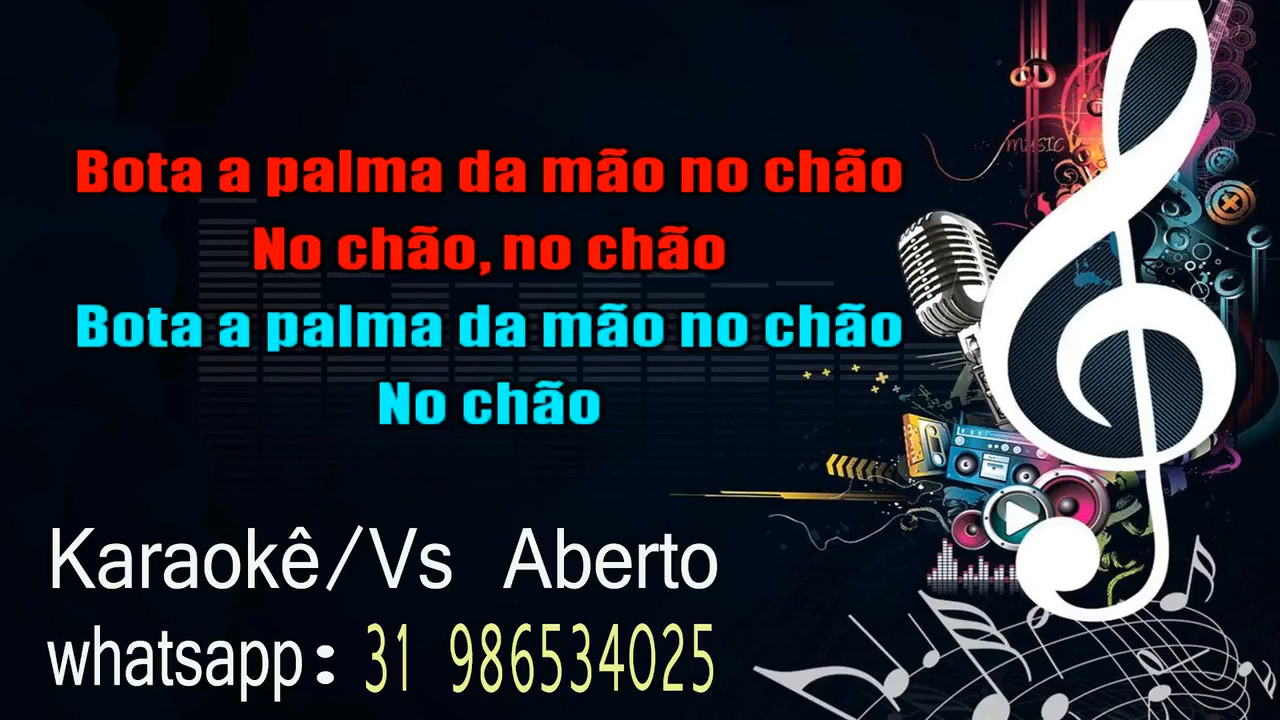 Bota a palma da mão no chão
No chão, no chão
Bota a palma da mão no chão
No chão
MUSIC
Karaokê/Vs Aberto
whatsapp: 31 986534025